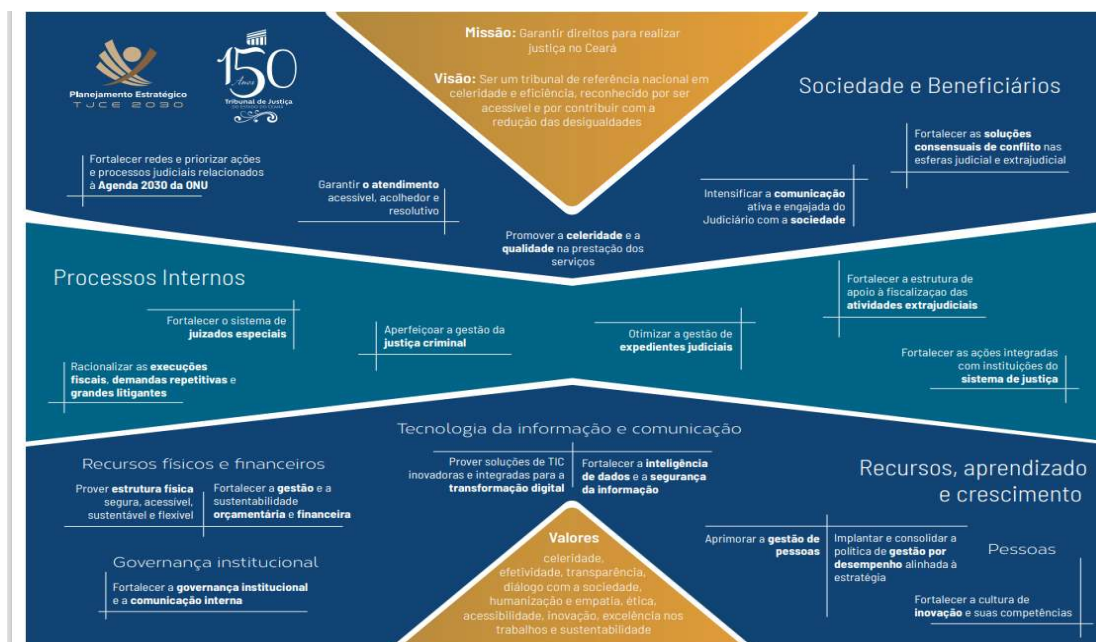 Planejamento Estratégico
TJCE 2030
150
Anos
Tribunal de Justiça
DO ESTADO DO CEARÁ
Missão: Garantir direitos para realizar
justiça no Ceará
Visão: Ser um tribunal de referência nacional em
celeridade e eficiência, reconhecido por ser
acessível e por contribuir com a
redução das desigualdades
Sociedade e Beneficiários
Fortalecer redes e priorizar ações
e processos judiciais relacionados
à Agenda 2030 da ONU
Garantir o atendimento
acessível, acolhedor e
resolutivo
Promover a celeridade e a
qualidade na prestação dos
serviços
Intensificar a comunicação
ativa e engajada do
Judiciário com a sociedade
Fortalecer as soluções
consensuais de conflito nas
esferas judicial e extrajudicial
Processos Internos
Fortalecer o sistema de
juizados especiais
Racionalizar as execuções
fiscais, demandas repetitivas e
grandes litigantes
Aperfeiçoar a gestão da
justiça criminal
Otimizar a gestão de
expedientes judiciais
Fortalecer a estrutura de
apoio à fiscalizaçao das
atividades extrajudiciais
Fortalecer as ações integradas
com instituições do
sistema de justiça
Tecnologia da informação e comunicação
Prover soluções de TIC
inovadoras e integradas para a
transformação digital
Fortalecer a inteligência
de dados e a segurança
da informação
Recursos físicos e financeiros
Prover estrutura física
segura, acessível,
sustentável e flexível
Fortalecer a gestão e a
sustentabilidade
orçamentária e financeira
Governança institucional
Fortalecer a governança institucional
e a comunicação interna
Valores
celeridade,
efetividade, transparência,
diálogo com a sociedade,
humanização e empatia, ética,
acessibilidade, inovação, excelência nos
trabalhos e sustentabilidade
Recursos, aprendizado
e crescimento
Aprimorar a gestão de
pessoas
Implantar e consolidar a
política de gestão por
desempenho alinhada à
estratégia
Pessoas
Fortalecer a cultura de
inovação e suas competências